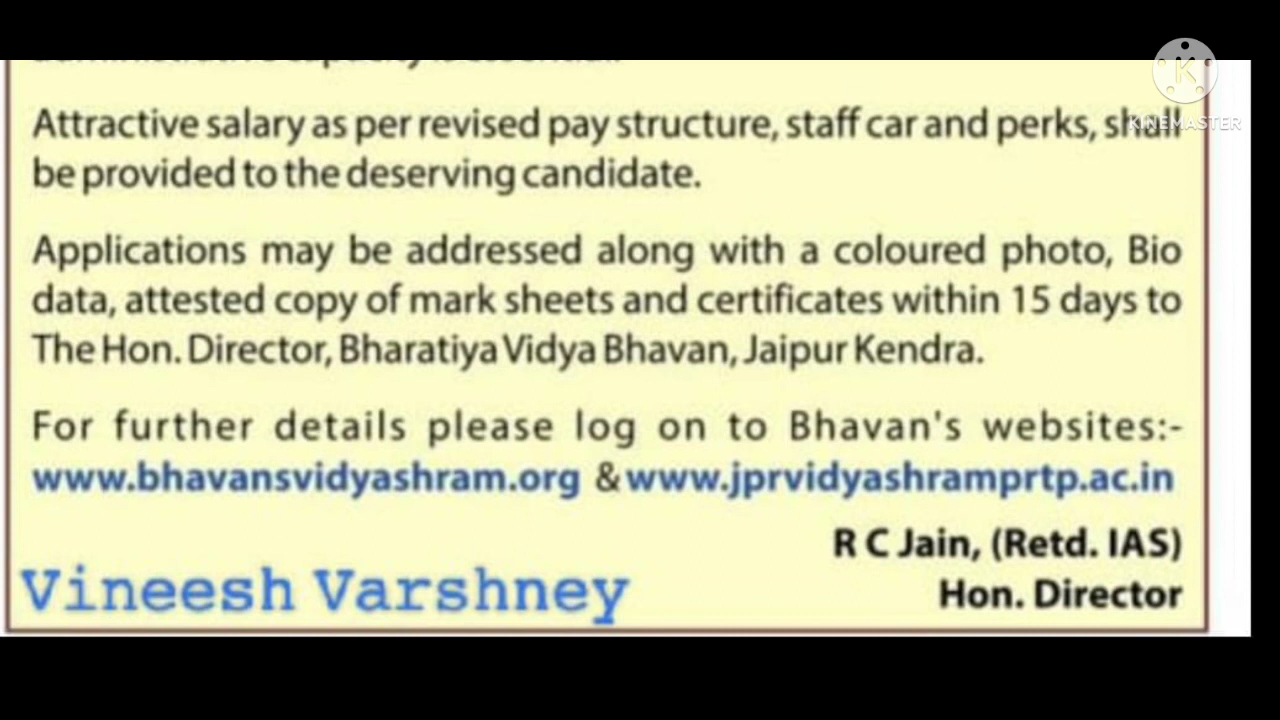 Attractive salary as per revised pay structure, staff car and perks, shall
be provided to the deserving candidate.
Applications may be addressed along with a coloured photo, Bio
data, attested copy of mark sheets and certificates within 15 days to
The Hon. Director, Bharatiya Vidya Bhavan, Jaipur Kendra.
For further details please log on to Bhavan's websites:-
www.bhavansvidyashram.org & www.jprvidyashramprtp.ac.in
R C Jain, (Retd. IAS)
Hon. Director
Vineesh Varshney
K
KINEMASTER